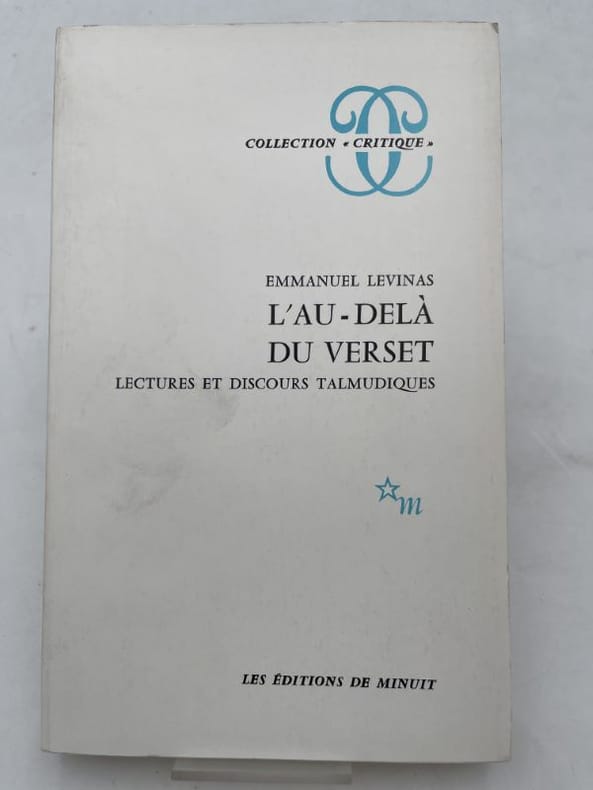 COLLECTION « CRITIQUE »
EMMANUEL LEVINAS
L'AU-DELÀ
DU VERSET
LECTURES ET DISCOURS TALMUDIQUES
m
LES ÉDITIONS DE MINUIT